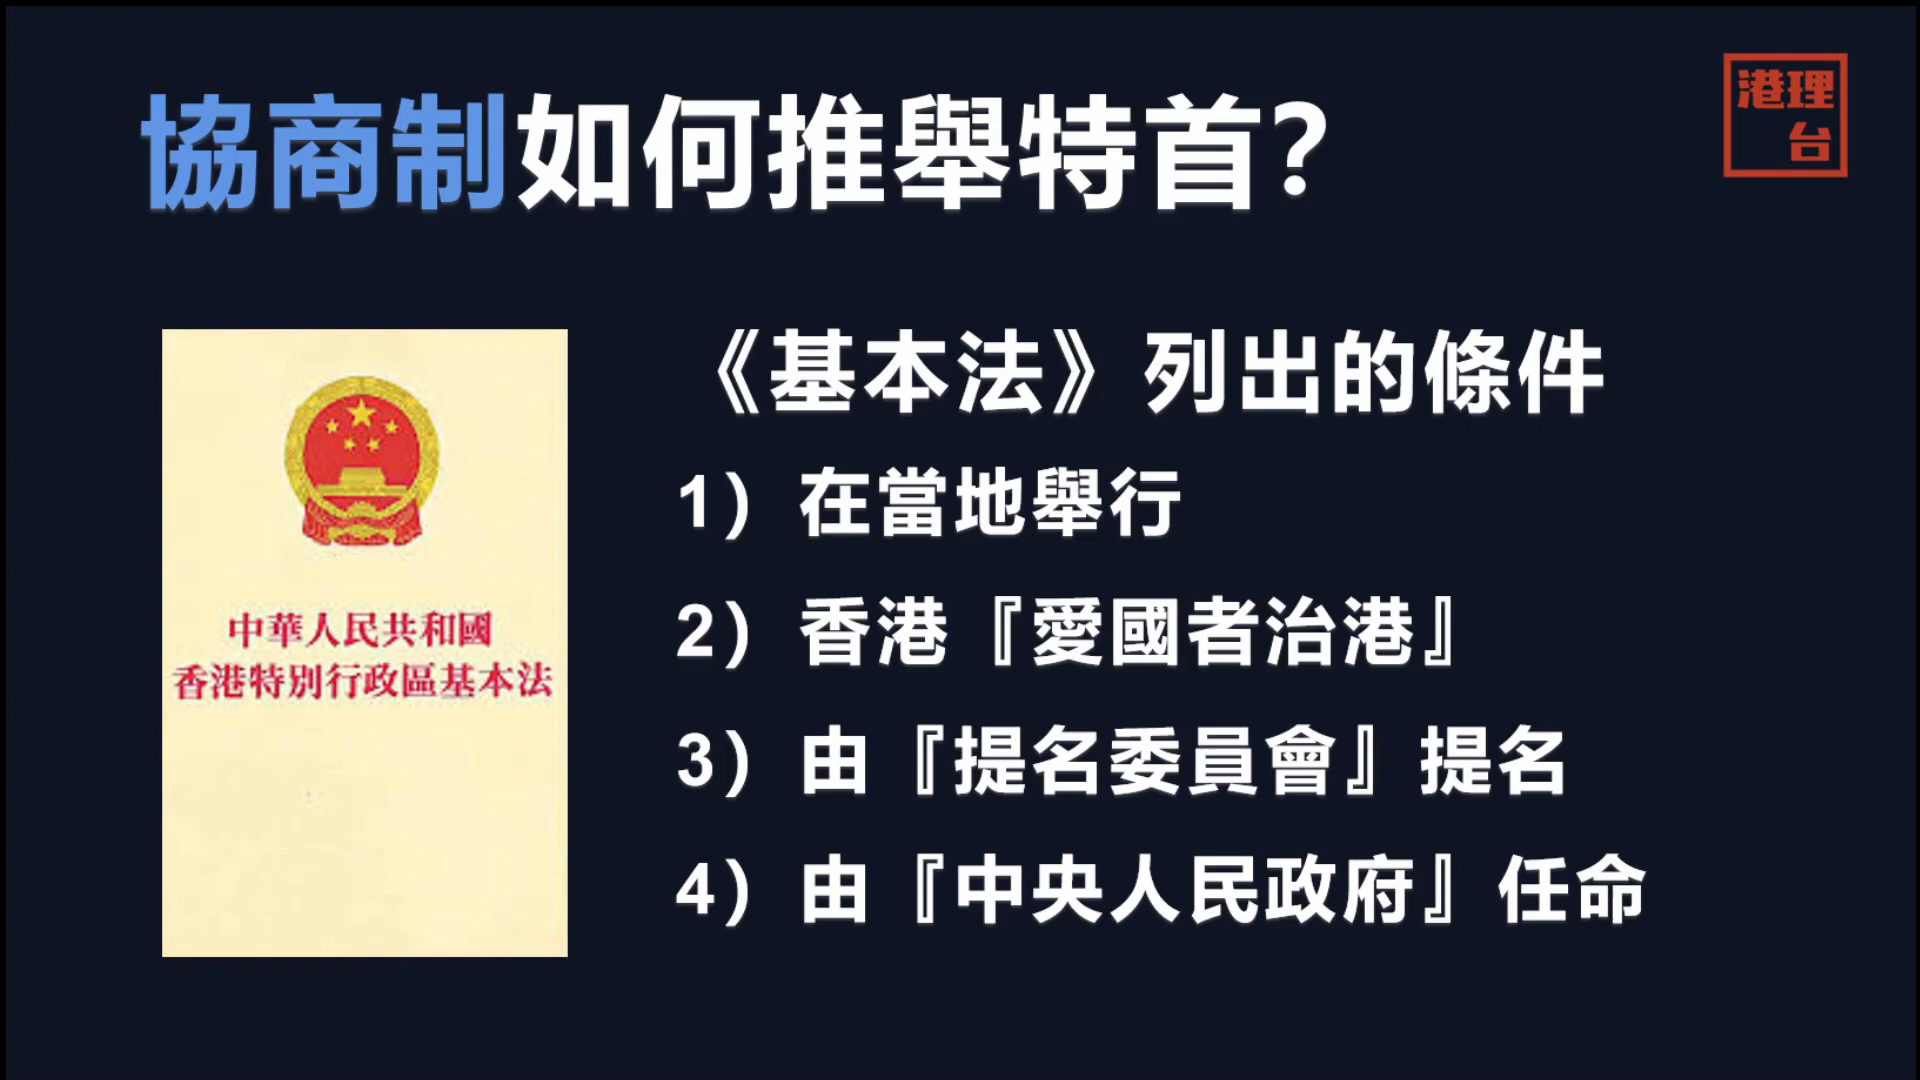 協商制如何推舉特首？
港理台
中華人民共和國
香港特別行政區基本法
《基本法》列出的條件
1）在當地舉行
2）香港『愛國者治港』
3）由『提名委員會』提名
4）由『中央人民政府』任命